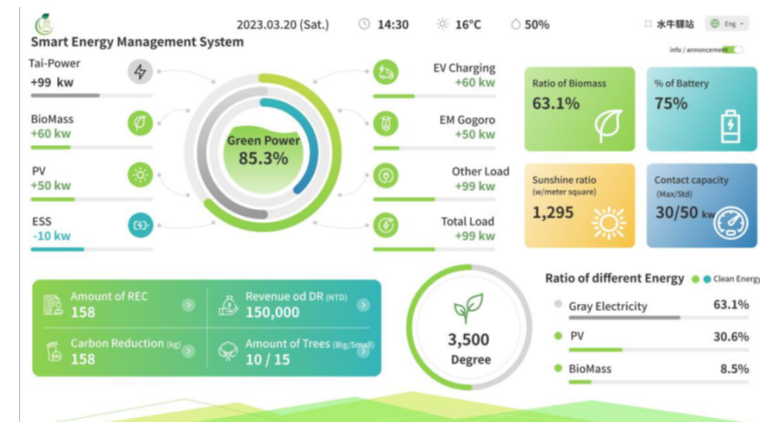 2023.03.20 (Sat.)
14:30
16°C
50%
水牛驛站
Eng
Smart Energy Management System
info / annoncement
Tai-Power
+99 kw
BioMass
+60 kw
PV
+50 kw
ESS
-10 kw
Green Power
85.3%
EV Charging
+60 kw
EM Gogoro
+50 kw
Other Load
+99 kw
Total Load
+99 kw
Ratio of Biomass
63.1%
% of Battery
75%
Sunshine ratio
(w/meter square)
1,295
Contact capacity
(Max/Std)
30/50 kw
Amount of REC
158
Revenue od DR (NTD)
150,000
Carbon Reduction (kg)
158
Amount of Trees (Big/Small)
10 / 15
3,500
Degree
Ratio of different Energy
Clean Energy
Gray Electricity
63.1%
PV
30.6%
BioMass
8.5%